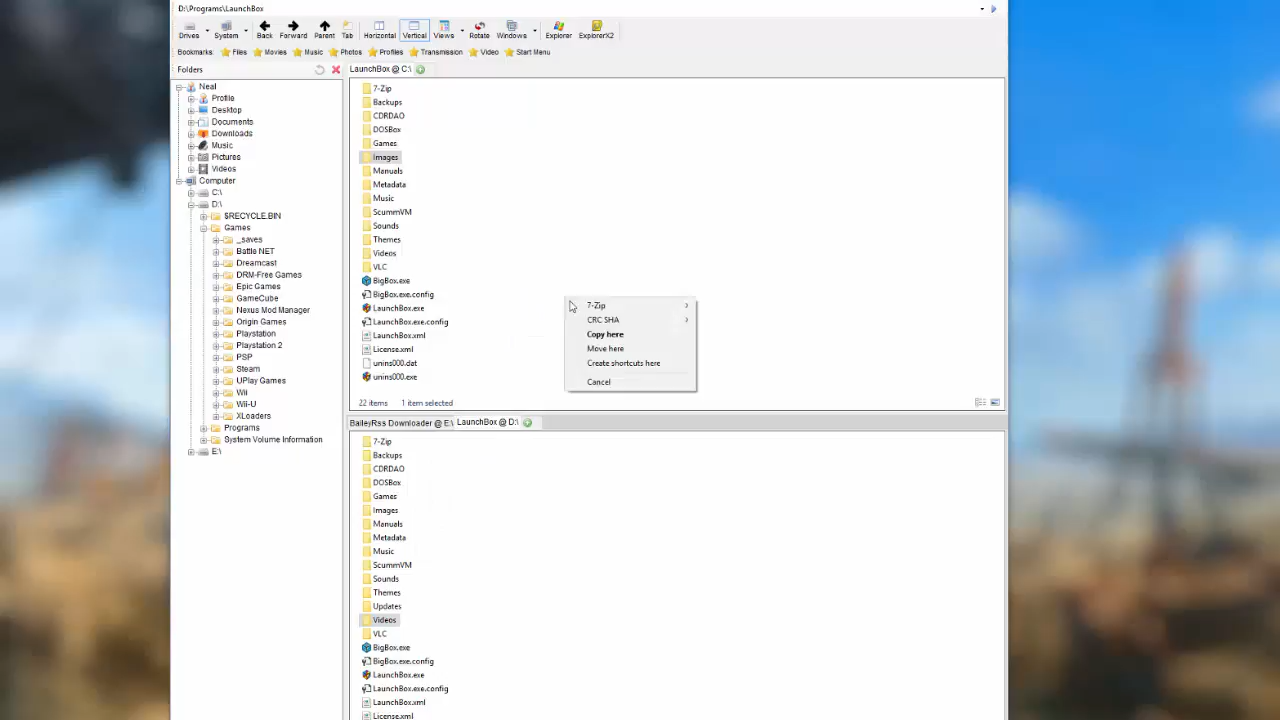 D:\Programs\LaunchBox
Drives System Back Forward Parent Tab Horizontal Vertical Views Rotate Windows Explorer ExplorerX2
Bookmarks: Files Movies Music Photos Profiles Transmission Video Start Menu
Folders
Neal
Profile
Desktop
Documents
Downloads
Music
Pictures
Videos
Computer
C:\
D:\
$RECYCLE.BIN
Games
_saves
Battle NET
Dreamcast
DRM-Free Games
Epic Games
GameCube
Nexus Mod Manager
Origin Games
Playstation
Playstation 2
PSP
Steam
UPlay Games
Wii
Wii-U
XLoaders
Programs
System Volume Information
E:\
LaunchBox @ C:\
7-Zip
Backups
CDRDAO
DOSBox
Games
Images
Manuals
Metadata
Music
ScummVM
Sounds
Themes
Videos
VLC
BigBox.exe
BigBox.exe.config
LaunchBox.exe
LaunchBox.exe.config
LaunchBox.xml
License.xml
unins000.dat
unins000.exe
22 items 1 item selected
7-Zip
CRC SHA
Copy here
Move here
Create shortcuts here
Cancel
BaileyRss Downloader @ E:\ LaunchBox @ D:\
7-Zip
Backups
CDRDAO
DOSBox
Games
Images
Manuals
Metadata
Music
ScummVM
Sounds
Themes
Updates
Videos
VLC
BigBox.exe
BigBox.exe.config
LaunchBox.exe
LaunchBox.exe.config
LaunchBox.xml
License.xml